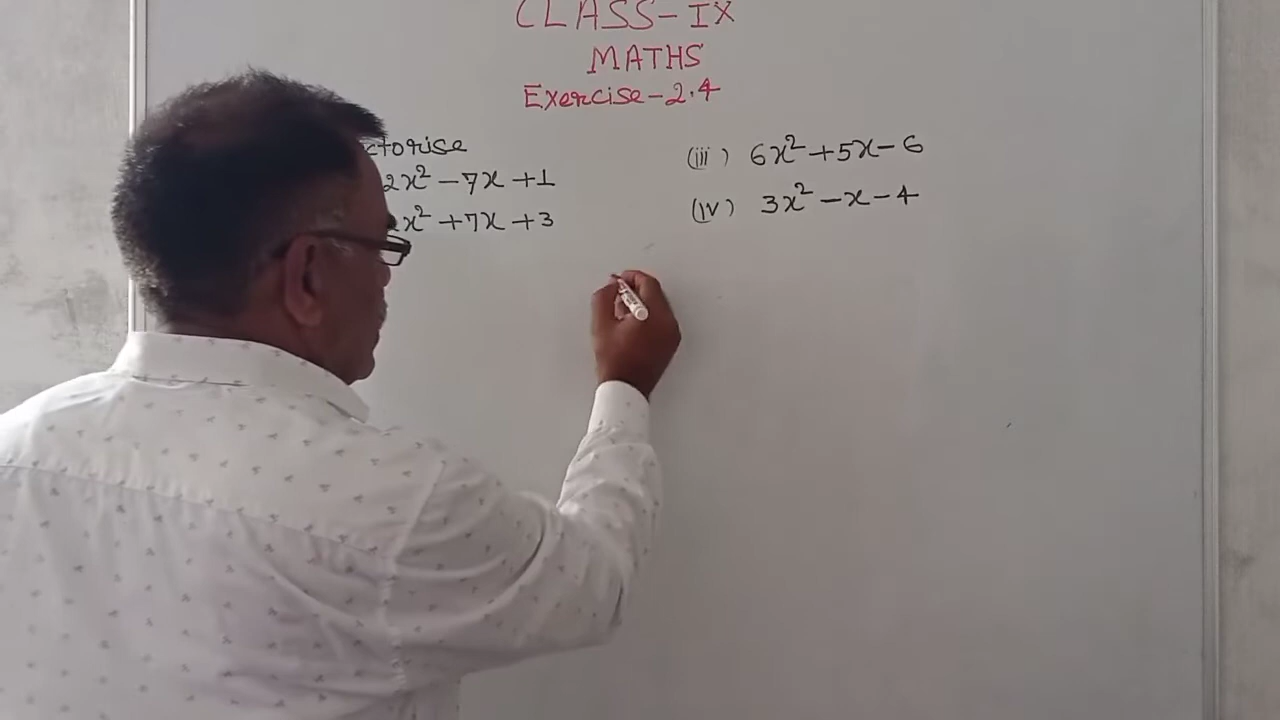 CLASS-IX
MATHS
Exercise-2.4
ctorise
2x² -7x +1
x² +7x +3
(iii) 6x² +5x-6
(iv) 3x² -x-4